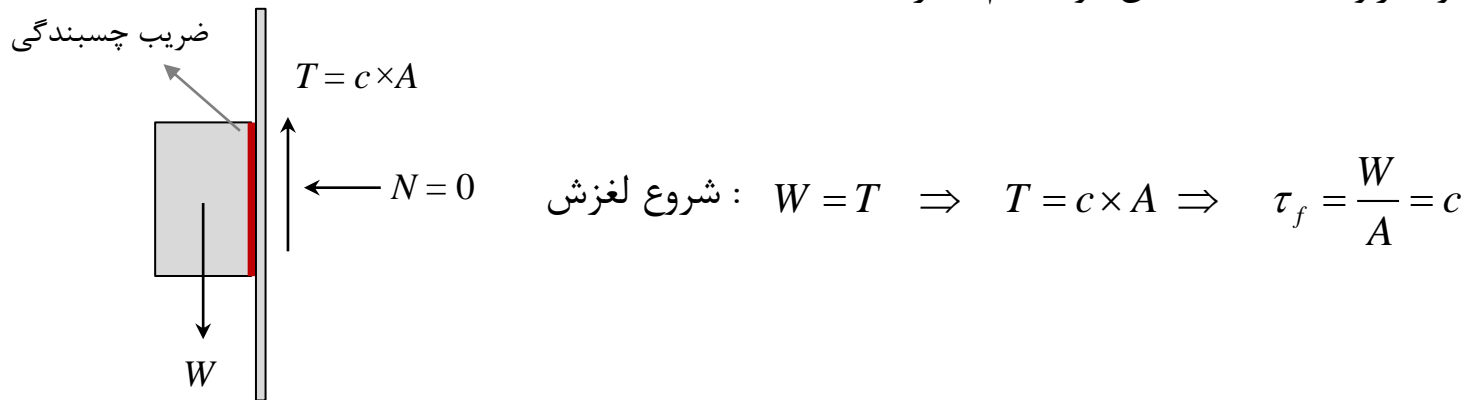 ضریب چسبندگی
T = c × A
N = 0
شروع لغزش : W = T ⇒ T = c × A ⇒ τ_f = W/A = c
W